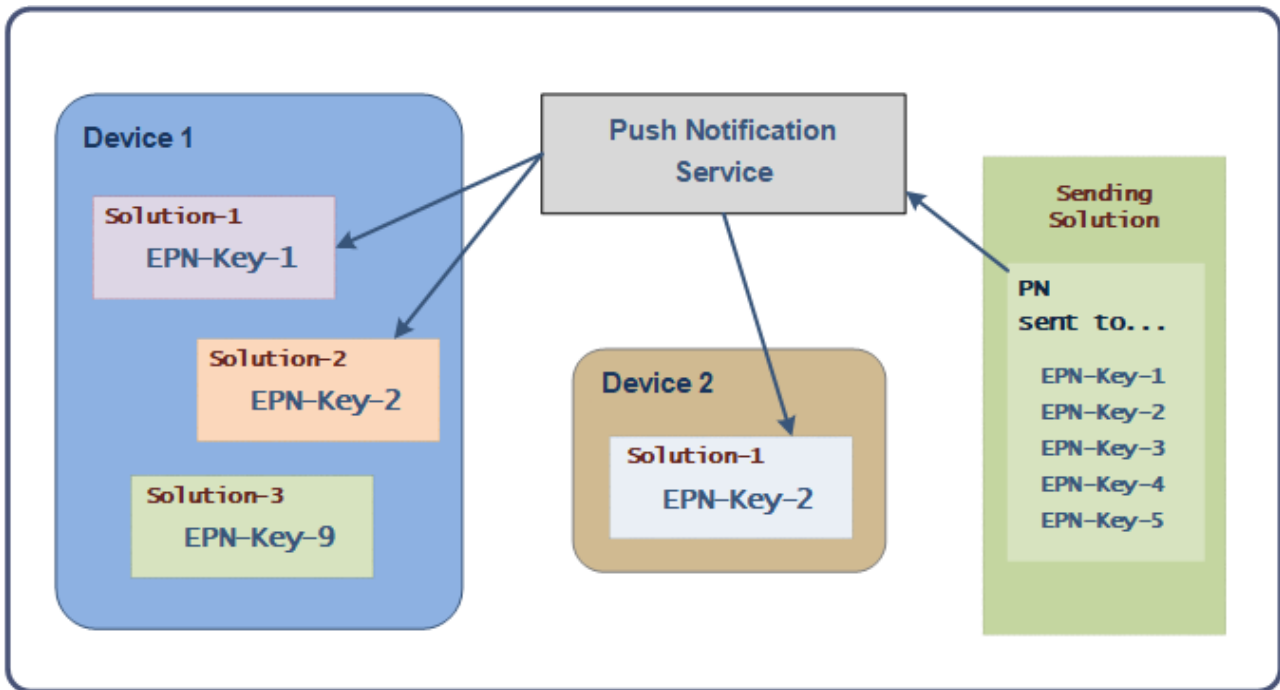 Device 1
Solution-1
EPN-Key-1
Solution-2
EPN-Key-2
Solution-3
EPN-Key-9
Push Notification
Service
Device 2
Solution-1
EPN-Key-2
Sending
Solution
PN
sent to...
EPN-Key-1
EPN-Key-2
EPN-Key-3
EPN-Key-4
EPN-Key-5